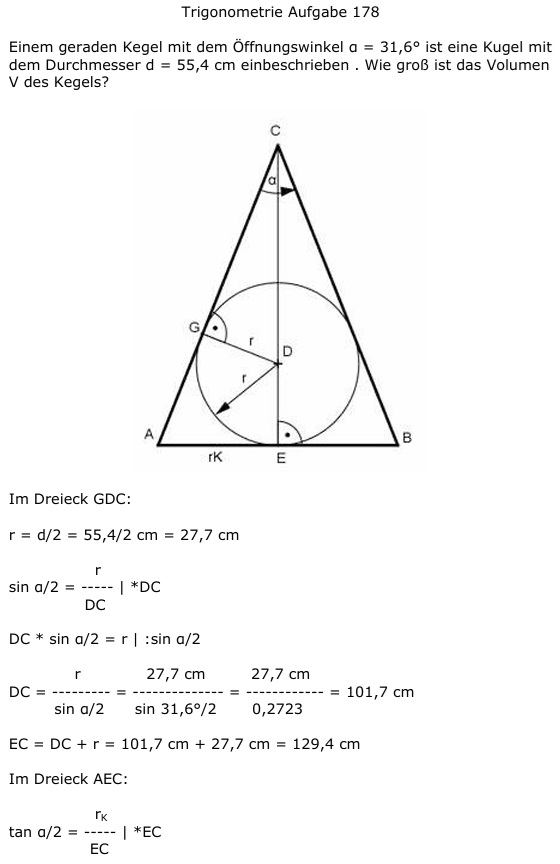 Trigonometrie Aufgabe 178
Einem geraden Kegel mit dem Öffnungswinkel α = 31,6° ist eine Kugel mit
dem Durchmesser d = 55,4 cm einbeschrieben . Wie groß ist das Volumen
V des Kegels?
C
α
G
r
D
r
A
B
rK
E
Im Dreieck GDC:
r = d/2 = 55,4/2 cm = 27,7 cm
r
sin α/2 = ----- | *DC
DC
DC * sin α/2 = r | :sin α/2
r 27,7 cm 27,7 cm
DC = --------- = -------------- = ------------ = 101,7 cm
sin α/2 sin 31,6°/2 0,2723
EC = DC + r = 101,7 cm + 27,7 cm = 129,4 cm
Im Dreieck AEC:
rK
tan α/2 = ----- | *EC
EC